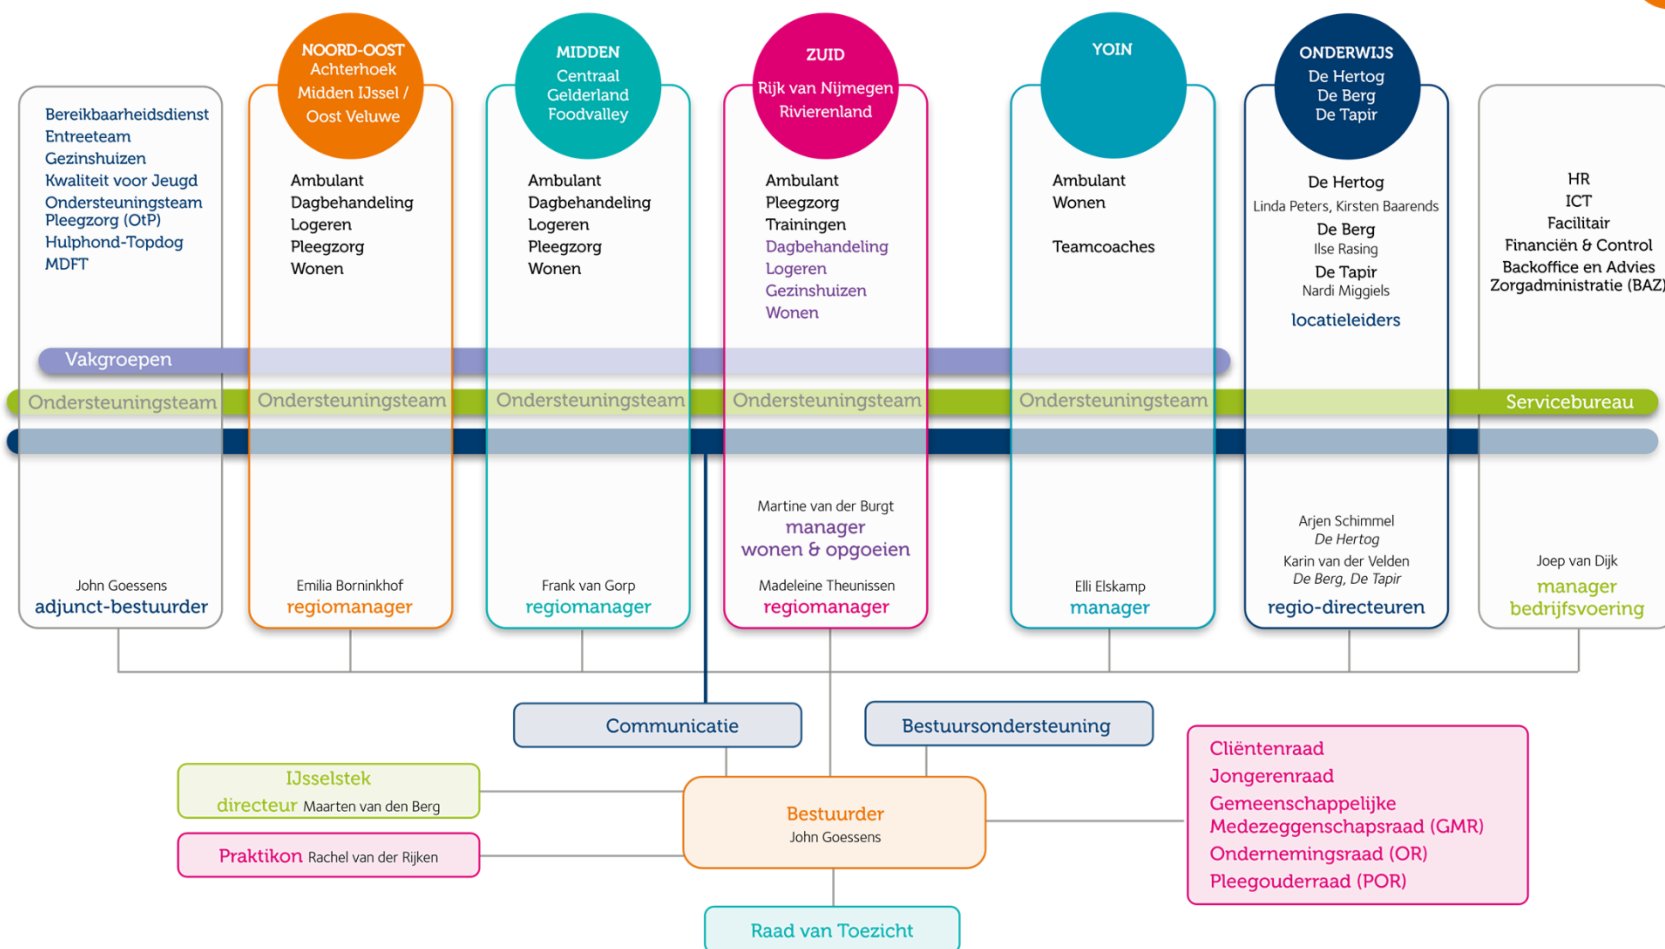 Bereikbaarheidsdienst
Entreeteam
Gezinshuizen
Kwaliteit voor Jeugd
Ondersteuningsteam
Pleegzorg (OtP)
Hulphond-Topdog
MDFT
John Goessens
adjunct-bestuurder
NOORD-OOST
Achterhoek
Midden IJssel /
Oost Veluwe
Ambulant
Dagbehandeling
Logeren
Pleegzorg
Wonen
Emilia Borninkhof
regiomanager
MIDDEN
Centraal
Gelderland
Foodvalley
Ambulant
Dagbehandeling
Logeren
Pleegzorg
Wonen
Frank van Gorp
regiomanager
ZUID
Rijk van Nijmegen
Rivierenland
Ambulant
Pleegzorg
Trainingen
Dagbehandeling
Logeren
Gezinshuizen
Wonen
Martine van der Burgt
manager
wonen & opgoeien
Madeleine Theunissen
regiomanager
YOIN
Ambulant
Wonen
Teamcoaches
Elli Elskamp
manager
ONDERWIJS
De Hertog
De Berg
De Tapir
De Hertog
Linda Peters, Kirsten Baarends
De Berg
Ilse Rasing
De Tapir
Nardi Miggiels
locatieleiders
Arjen Schimmel
De Hertog
Karin van der Velden
De Berg, De Tapir
regio-directeuren
HR
ICT
Facilitair
Financiën & Control
Backoffice en Advies
Zorgadministratie (BAZ)
Joep van Dijk
manager
bedrijfsvoering
Vakgroepen
Ondersteuningsteam
Ondersteuningsteam
Ondersteuningsteam
Ondersteuningsteam
Ondersteuningsteam
Servicebureau
Communicatie
Bestuursondersteuning
IJsselstek
directeur Maarten van den Berg
Praktikon Rachel van der Rijken
Bestuurder
John Goessens
Cliëntenraad
Jongerenraad
Gemeenschappelijke
Medezeggenschapsraad (GMR)
Ondernemingsraad (OR)
Pleegouderraad (POR)
Raad van Toezicht